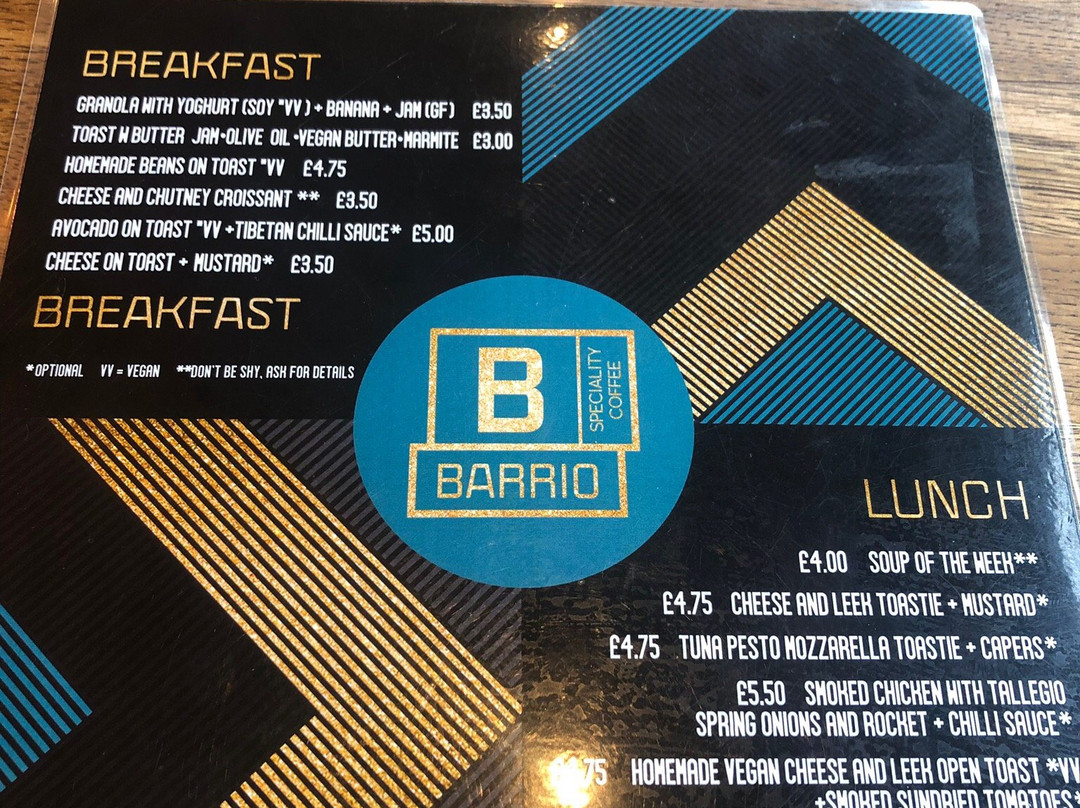 BREAKFAST
GRANOLA WITH YOGHURT (SOY "VV ) + BANANA + JAM (GF) £3.50
TOAST W BUTTER JAM•OLIVE OIL •VEGAN BUTTER•MARMITE £3.00
HOMEMADE BEANS ON TOAST "VV £4.75
CHEESE AND CHUTNEY CROISSANT ** £3.50
AVOCADO ON TOAST "VV +TIBETAN CHILLI SAUCE* £5.00
CHEESE ON TOAST + MUSTARD* £3.50
BREAKFAST
*OPTIONAL VV = VEGAN **DON'T BE SHY, ASK FOR DETAILS
B
SPECIALITY
COFFEE
BARRIO
LUNCH
£4.00 SOUP OF THE WEEK**
£4.75 CHEESE AND LEEK TOASTIE + MUSTARD*
£4.75 TUNA PESTO MOZZARELLA TOASTIE + CAPERS*
£5.50 SMOKED CHICKEN WITH TALLEGIO
SPRING ONIONS AND ROCKET + CHILLI SAUCE*
HOMEMADE VEGAN CHEESE AND LEEK OPEN TOAST *VV
+SMOKED SUNDRIED TOMATOES*